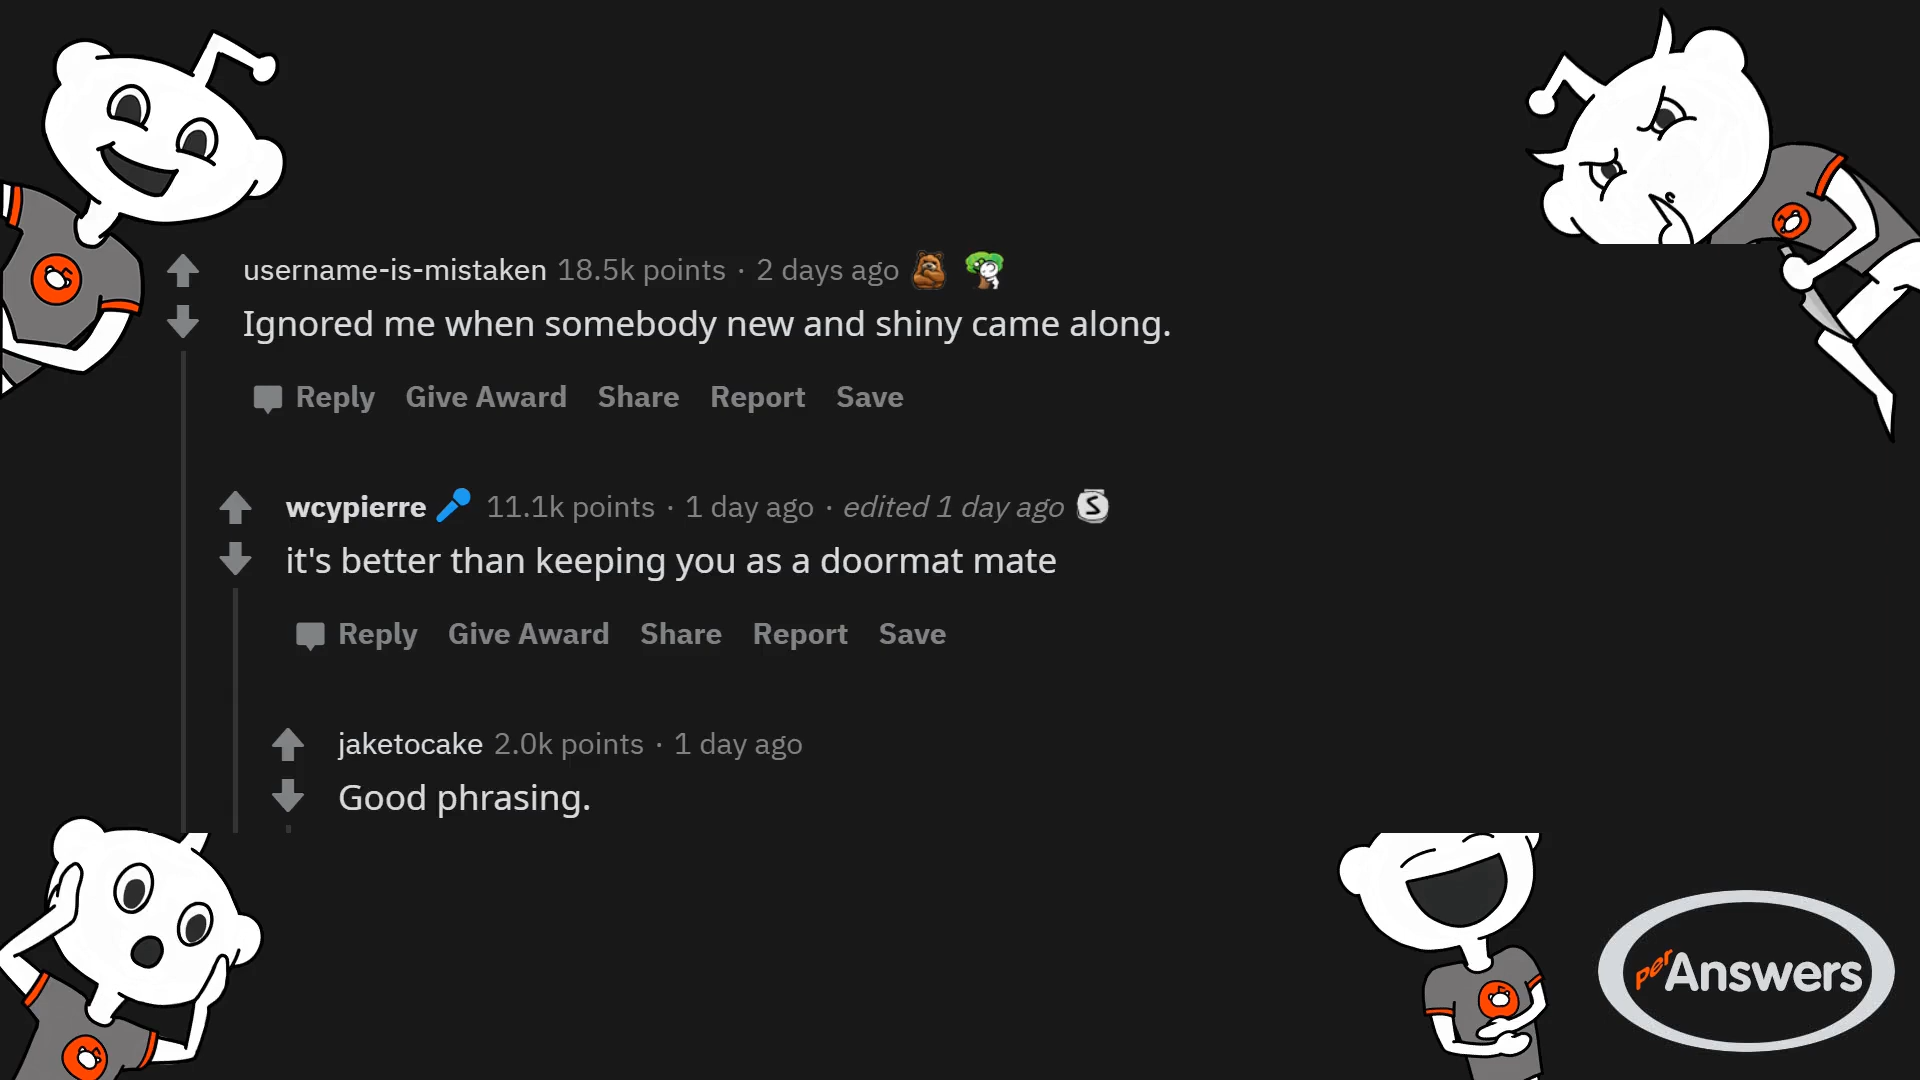 username-is-mistaken 18.5k points · 2 days ago
Ignored me when somebody new and shiny came along.
Reply Give Award Share Report Save
wcypierre 11.1k points · 1 day ago · edited 1 day ago S
it's better than keeping you as a doormat mate
Reply Give Award Share Report Save
jaketocake 2.0k points · 1 day ago
Good phrasing.
perAnswers